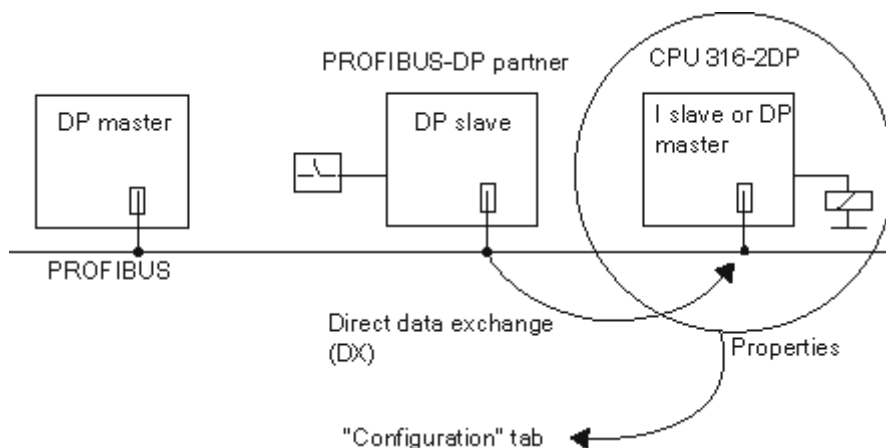 PROFIBUS-DP partner
CPU 316-2DP
DP master
DP slave
I slave or DP
master
PROFIBUS
Direct data exchange
(DX)
Properties
"Configuration" tab